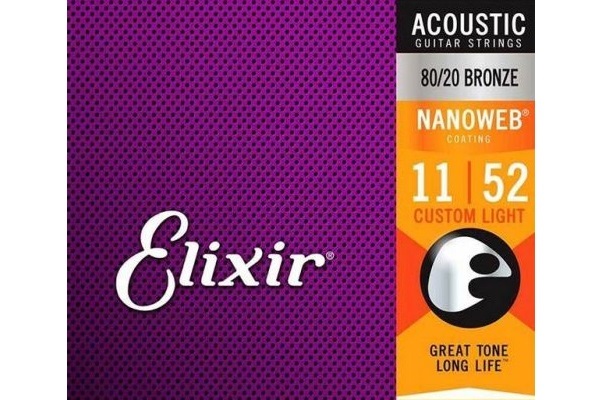 Elixir®
ACOUSTIC
GUITAR STRINGS
80/20 BRONZE
NANOWEB®
COATING
11 | 52
CUSTOM LIGHT
GREAT TONE
LONG LIFE™